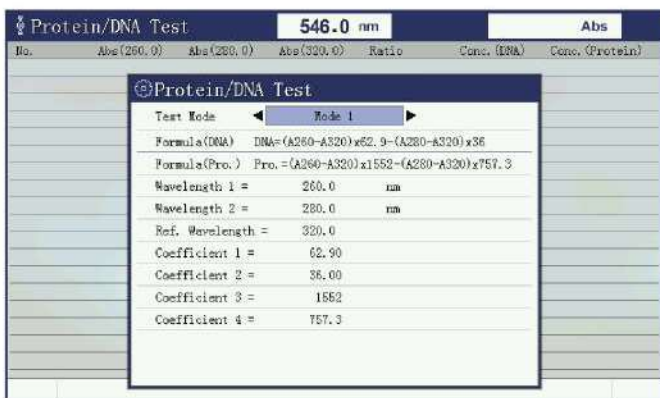 Protein/DNA Test 546.0 nm Abs
No. Abs(260.0) Abs(280.0) Abs(320.0) Ratio Conc. (DNA) Conc. (Protein)
Protein/DNA Test
Test Mode Mode 1
Formula(DNA) DNA=(A260-A320)x62.9-(A280-A320)x36
Formula(Pro.) Pro.=(A260-A320)x1552-(A280-A320)x757.3
Wavelength 1 = 260.0 nm
Wavelength 2 = 280.0 nm
Ref. Wavelength = 320.0
Coefficient 1 = 62.90
Coefficient 2 = 36.00
Coefficient 3 = 1552
Coefficient 4 = 757.3